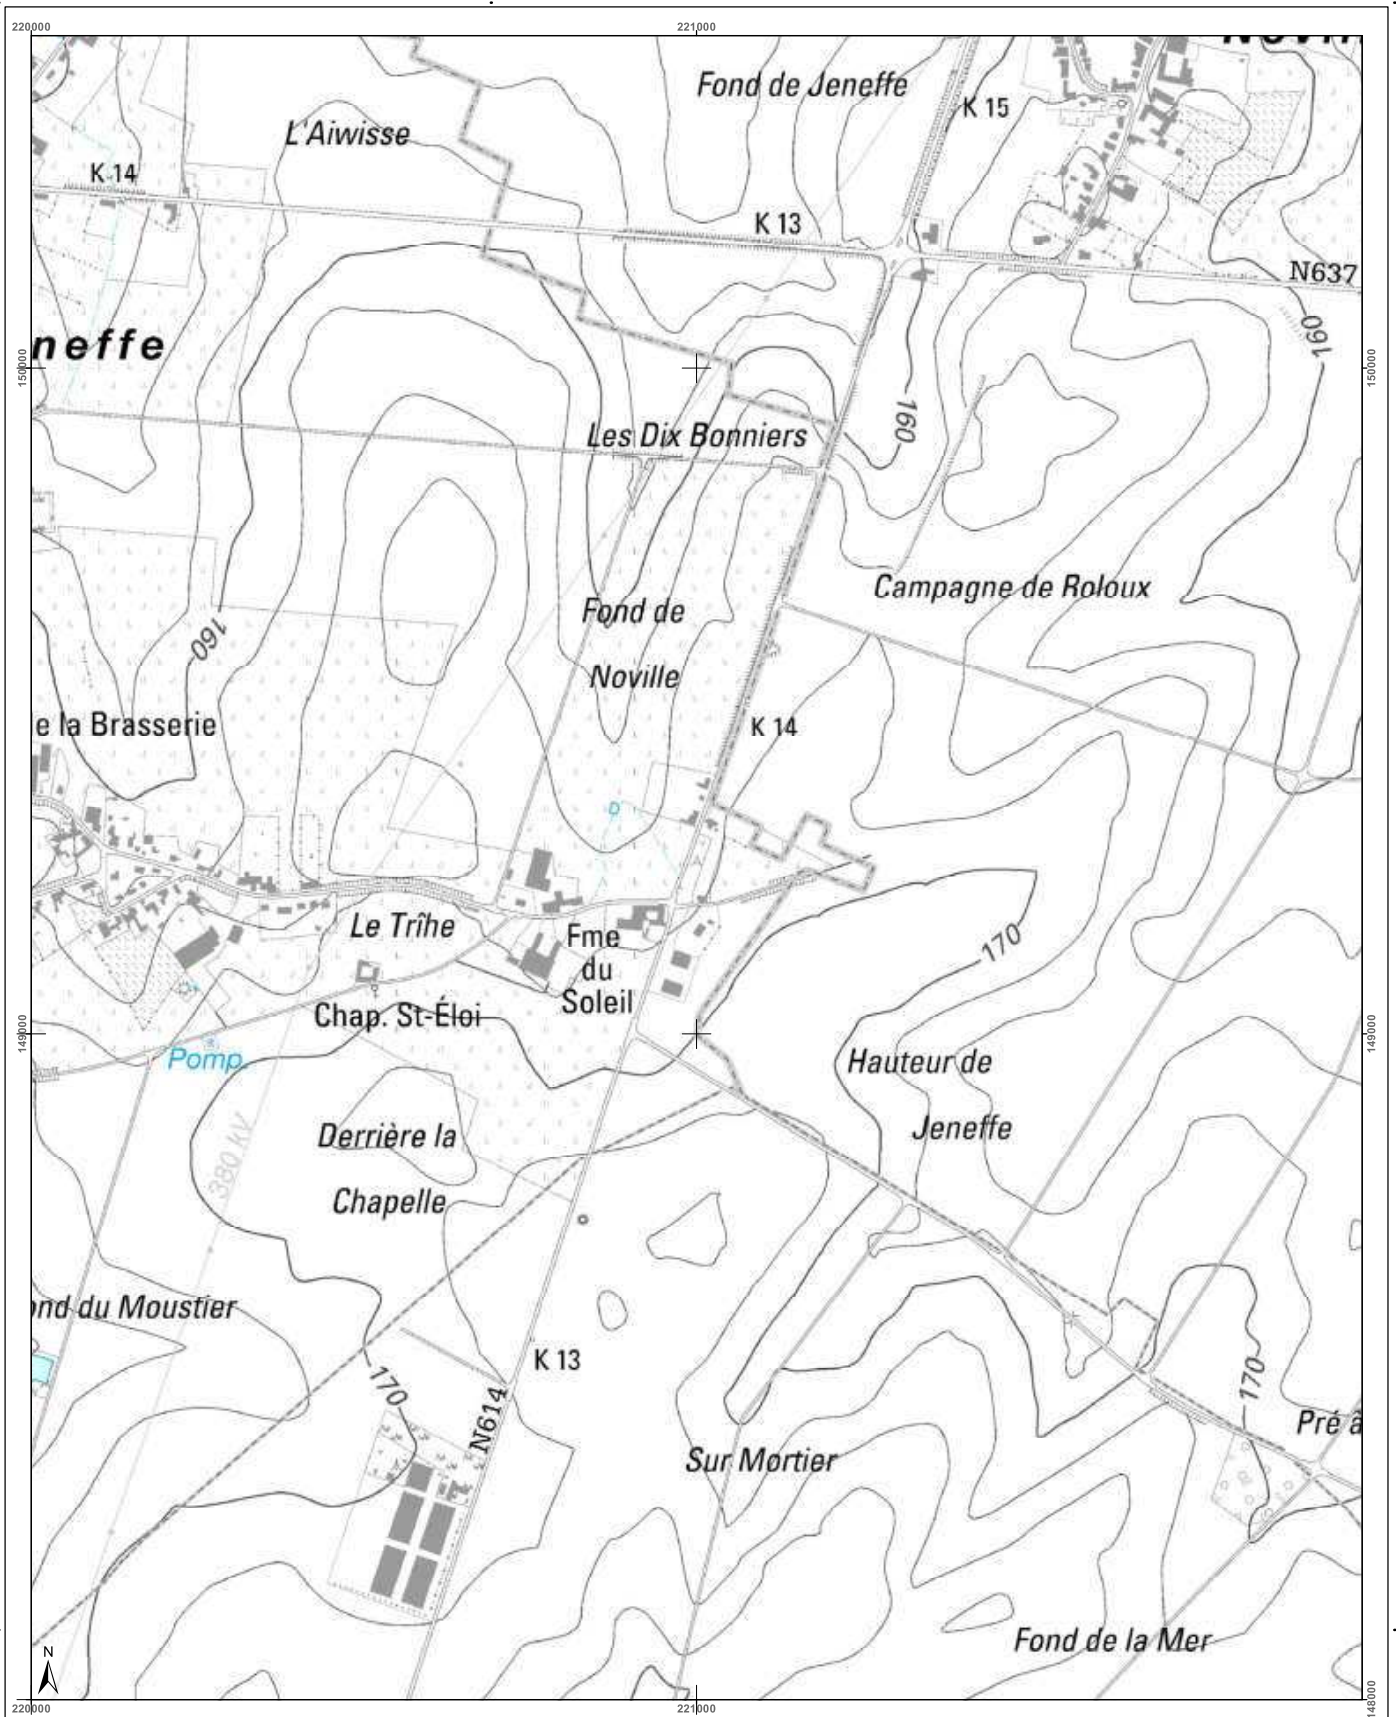 220000
221000
Fond de Jeneffe
K 15
L'Aiwisse
K 14
K 13
N637
160
neffe
150000
150000
160
Les Dix Bonniers
Campagne de Roloux
Fond de
Noville
160
e la Brasserie
K 14
D
Le Trîhe
Fme
du
Soleil
170
Chap. St-Éloi
149000
149000
Pomp.
Hauteur de
Jeneffe
Derrière la
Chapelle
380 kV
ond du Moustier
K 13
170
N614
170
Pré à
Sur Mortier
Fond de la Mer
N
220000
221000
148000